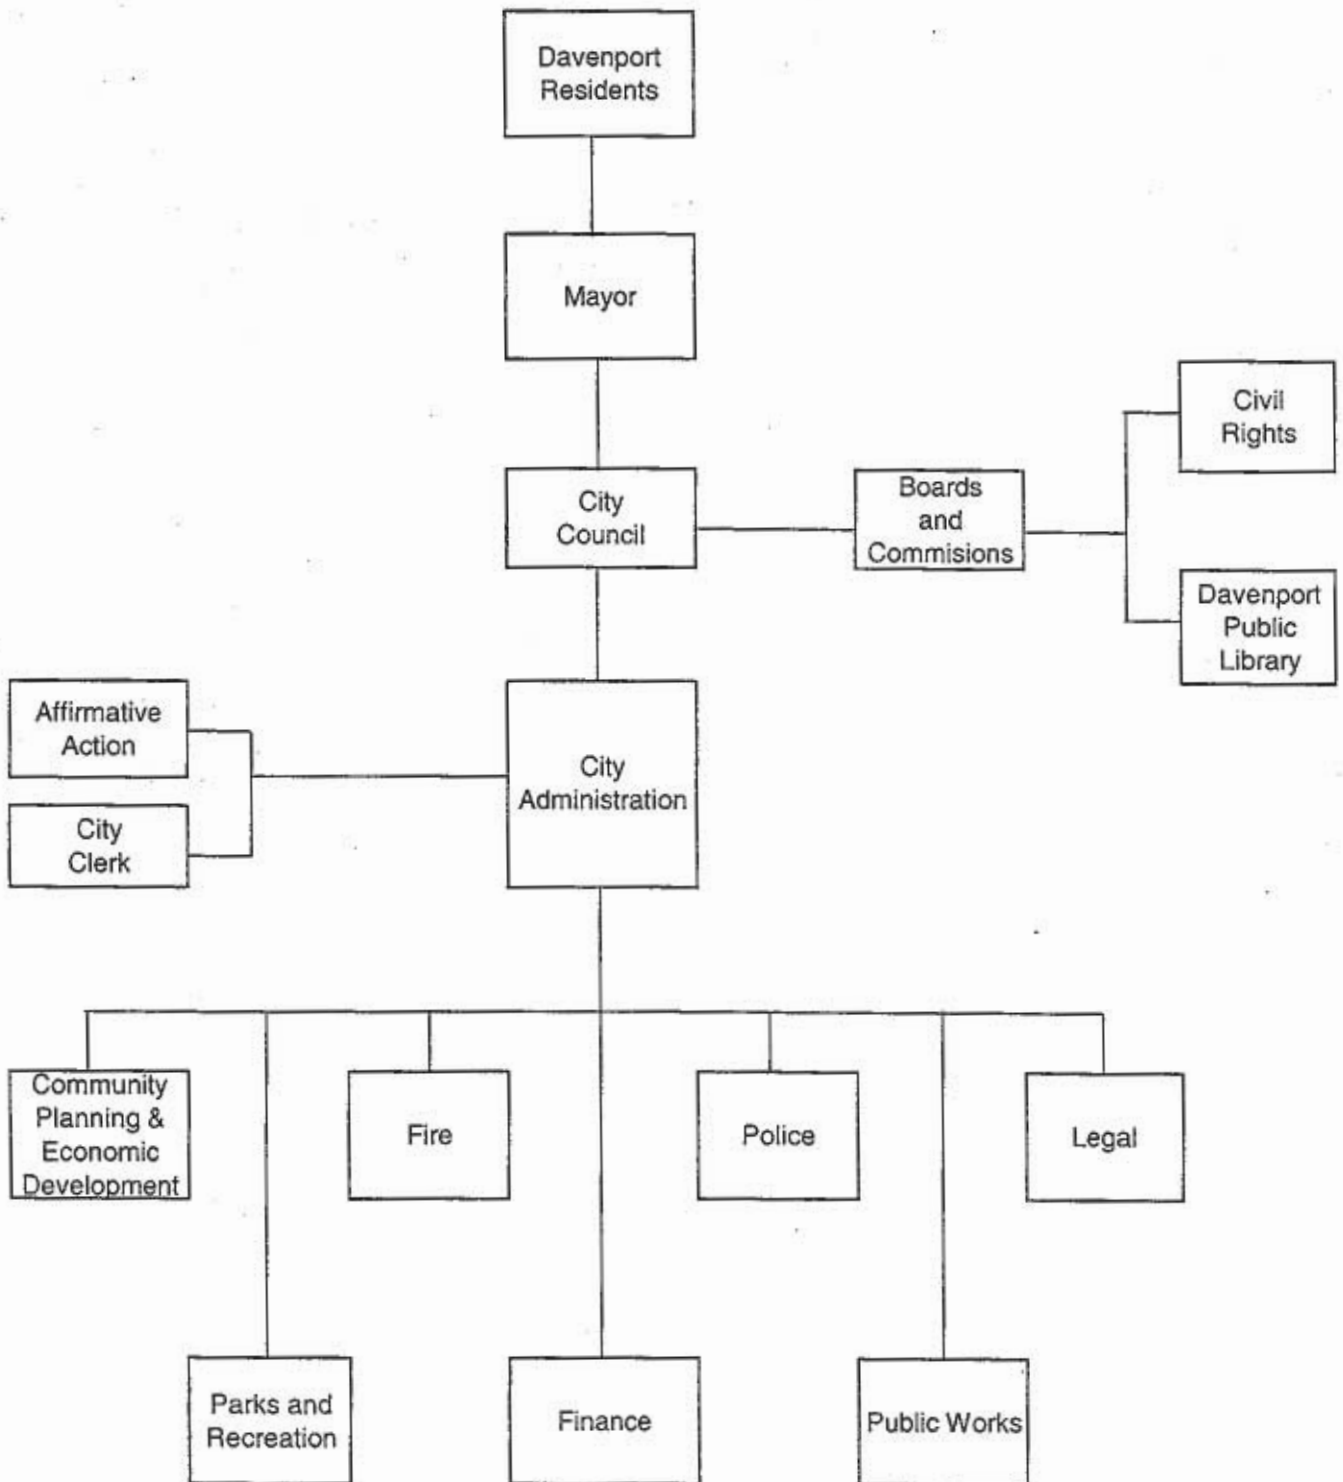 Davenport
Residents
Mayor
City
Council
Boards
and
Commisions
Civil
Rights
Davenport
Public
Library
Affirmative
Action
City
Clerk
City
Administration
Community
Planning &
Economic
Development
Fire
Police
Legal
Parks and
Recreation
Finance
Public Works